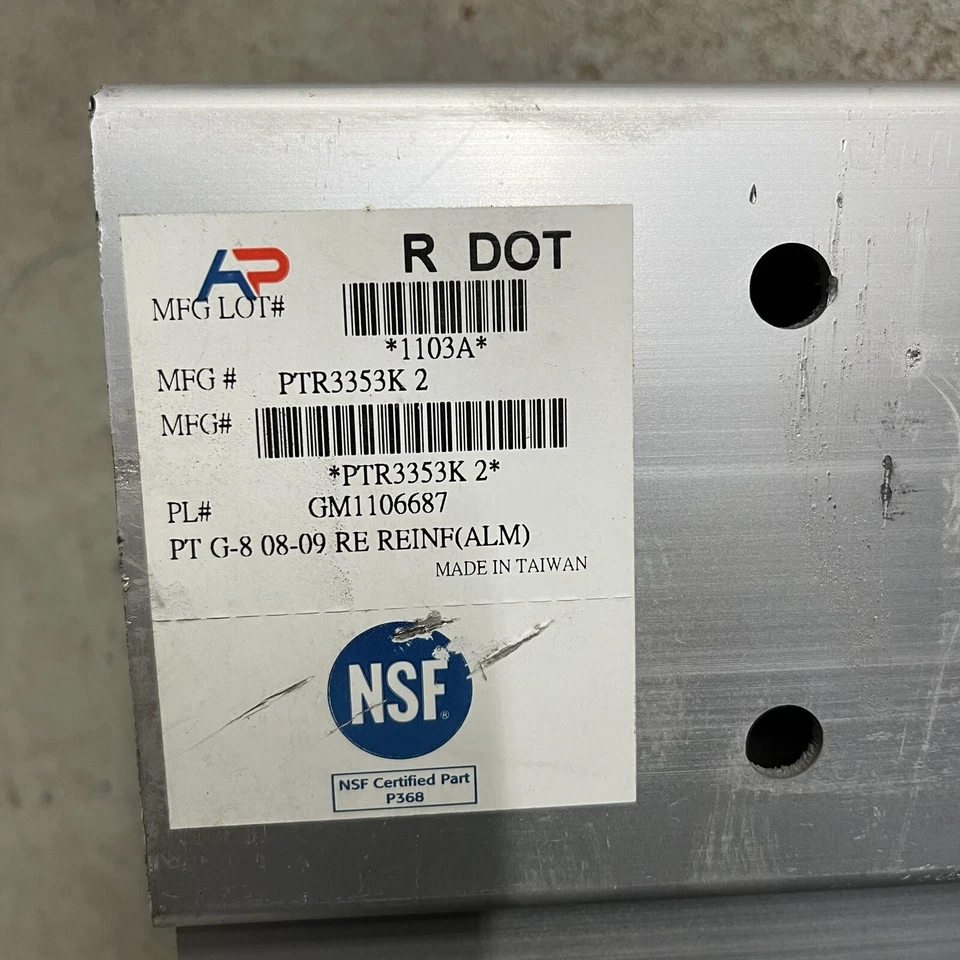 AP R DOT
MFG LOT#
*1103A*
MFG # PTR3353K 2
MFG#
*PTR3353K 2*
PL# GM1106687
PT G-8 08-09 RE REINF(ALM)
MADE IN TAIWAN
NSF®
NSF Certified Part
P368